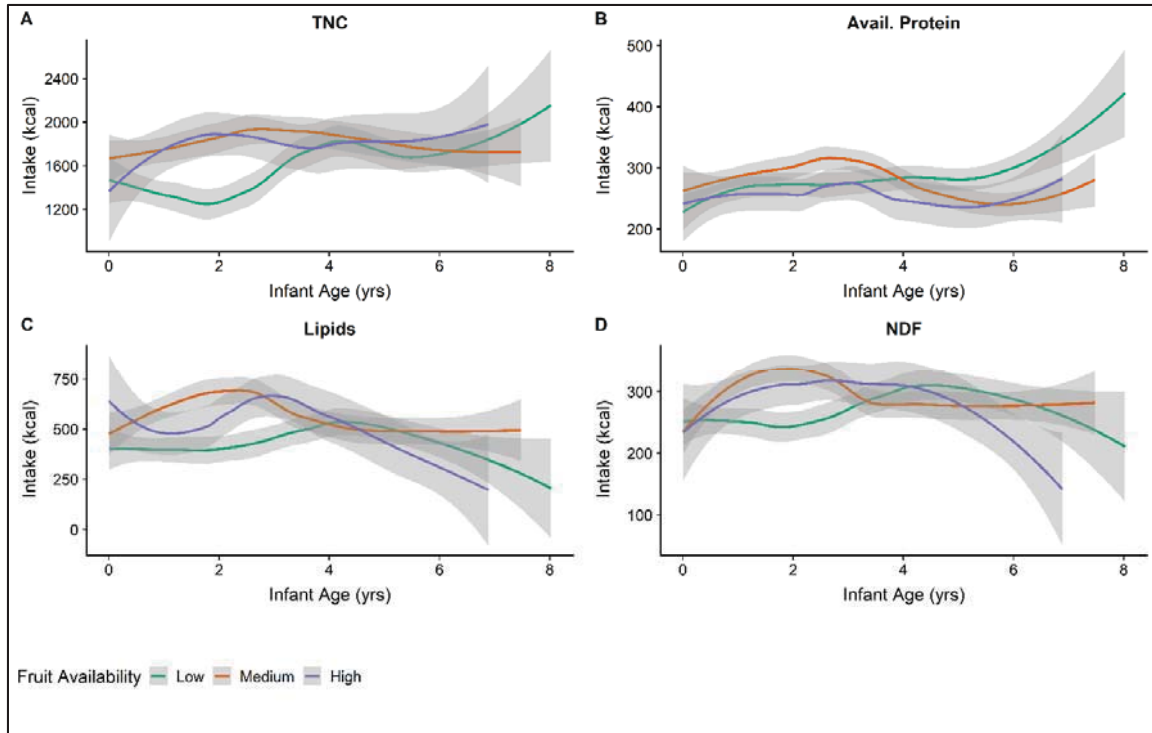 A
TNC
Intake (kcal)
2400
2000
1600
1200
0 2 4 6 8
Infant Age (yrs)
B
Avail. Protein
Intake (kcal)
500
400
300
200
0 2 4 6 8
Infant Age (yrs)
C
Lipids
Intake (kcal)
750
500
250
0
0 2 4 6 8
Infant Age (yrs)
D
NDF
Intake (kcal)
300
200
100
0 2 4 6 8
Infant Age (yrs)
Fruit Availability Low Medium High